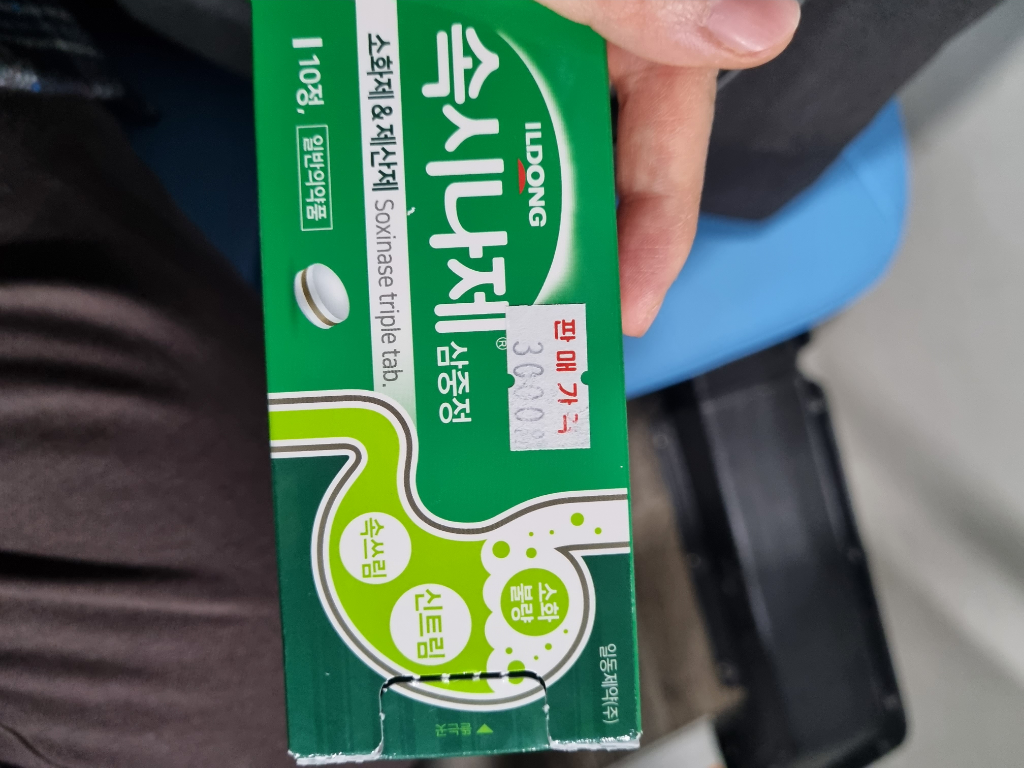 ILDONG
속시나제® 삼중정
소화제 & 제산제 Soxinase triple tab.
10정, 일반의약품
판매가격
3000
소화
불량
신트림
속쓰림
일동제약(주)